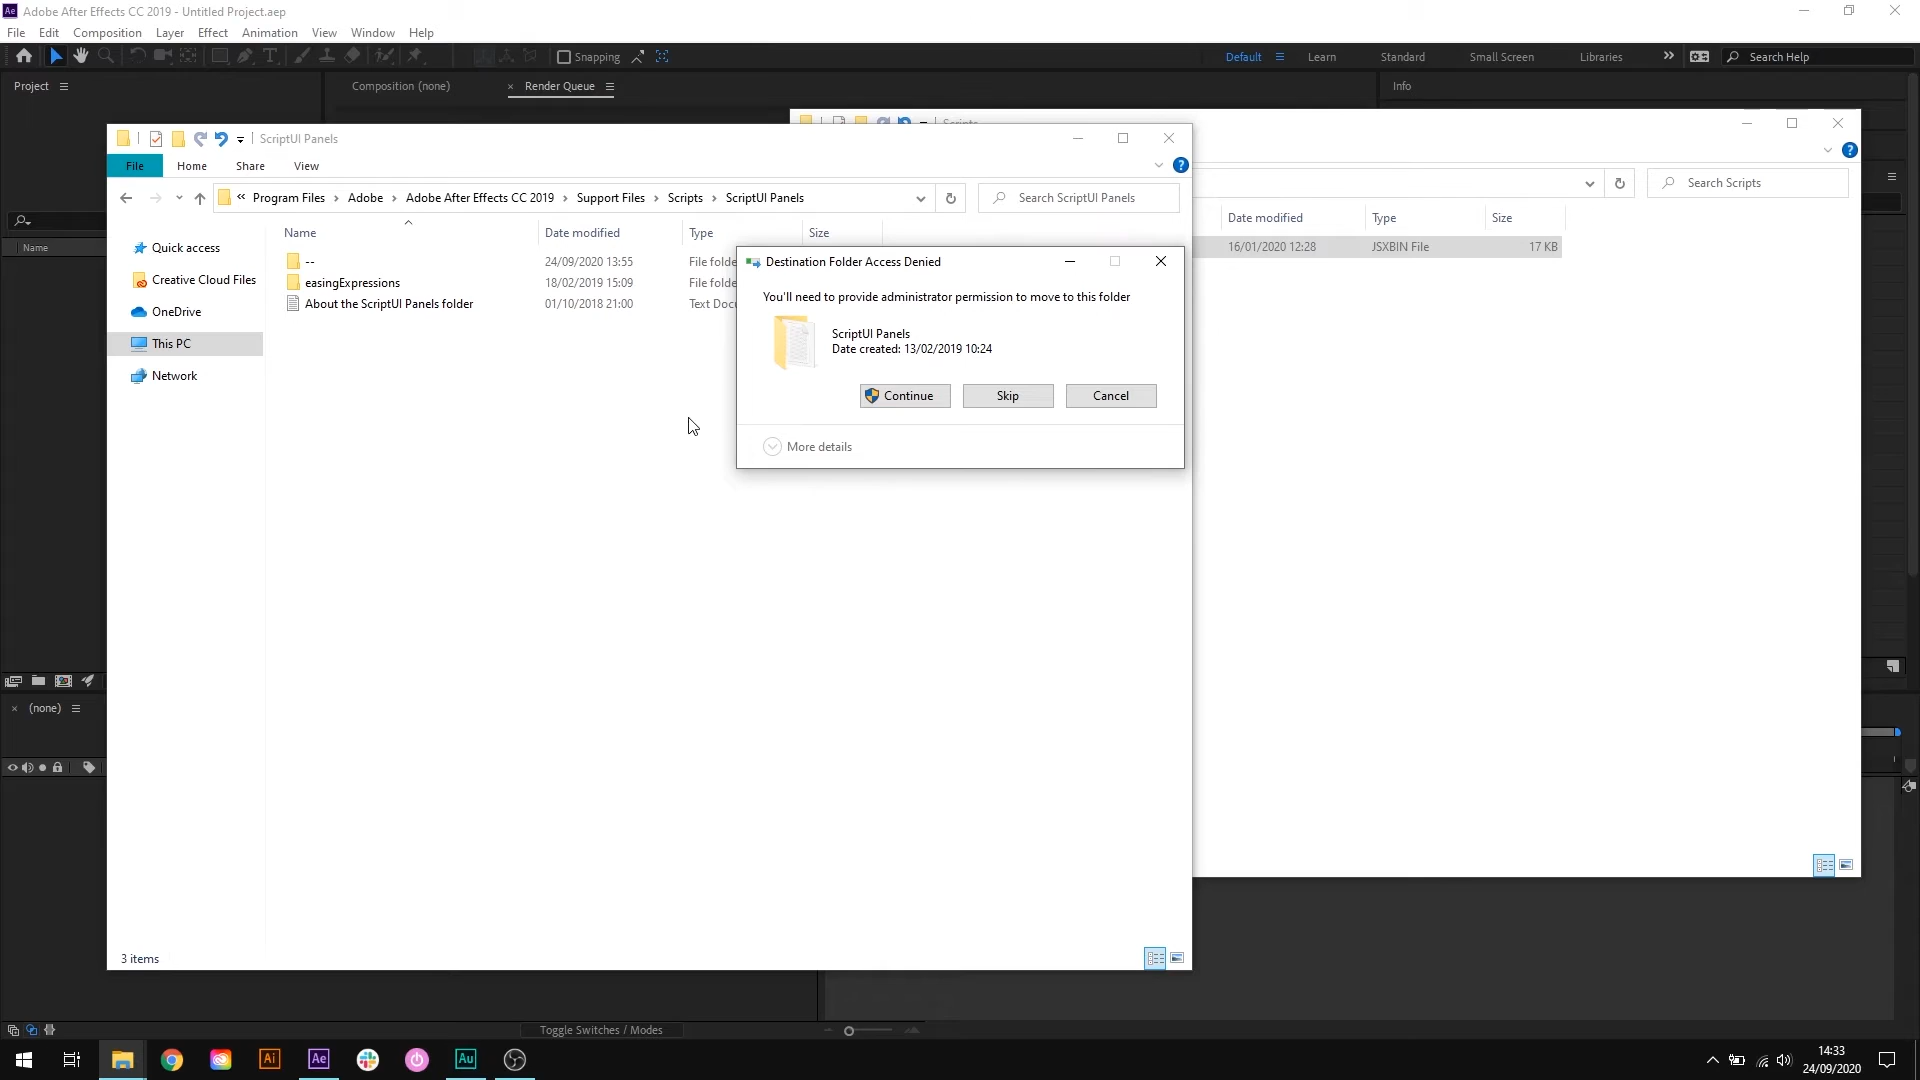 Ae Adobe After Effects CC 2019 - Untitled Project.aep
File Edit Composition Layer Effect Animation View Window Help
Snapping Default Learn Standard Small Screen Libraries Search Help
Project Composition (none) × Render Queue Info
Scripts
ScriptUI Panels
File Home Share View
« Program Files › Adobe › Adobe After Effects CC 2019 › Support Files › Scripts › ScriptUI Panels
Search ScriptUI Panels
Search Scripts
Name Date modified Type Size
Date modified Type Size
16/01/2020 12:28 JSXBIN File 17 KB
Name
Quick access
Creative Cloud Files
OneDrive
This PC
Network
-- 24/09/2020 13:55 File folde
easingExpressions 18/02/2019 15:09 File folde
About the ScriptUI Panels folder 01/10/2018 21:00 Text Docu
Destination Folder Access Denied
You'll need to provide administrator permission to move to this folder
ScriptUI Panels
Date created: 13/02/2019 10:24
Continue Skip Cancel
More details
× (none)
3 items
Toggle Switches / Modes
Ai Ae Au
14:33
24/09/2020